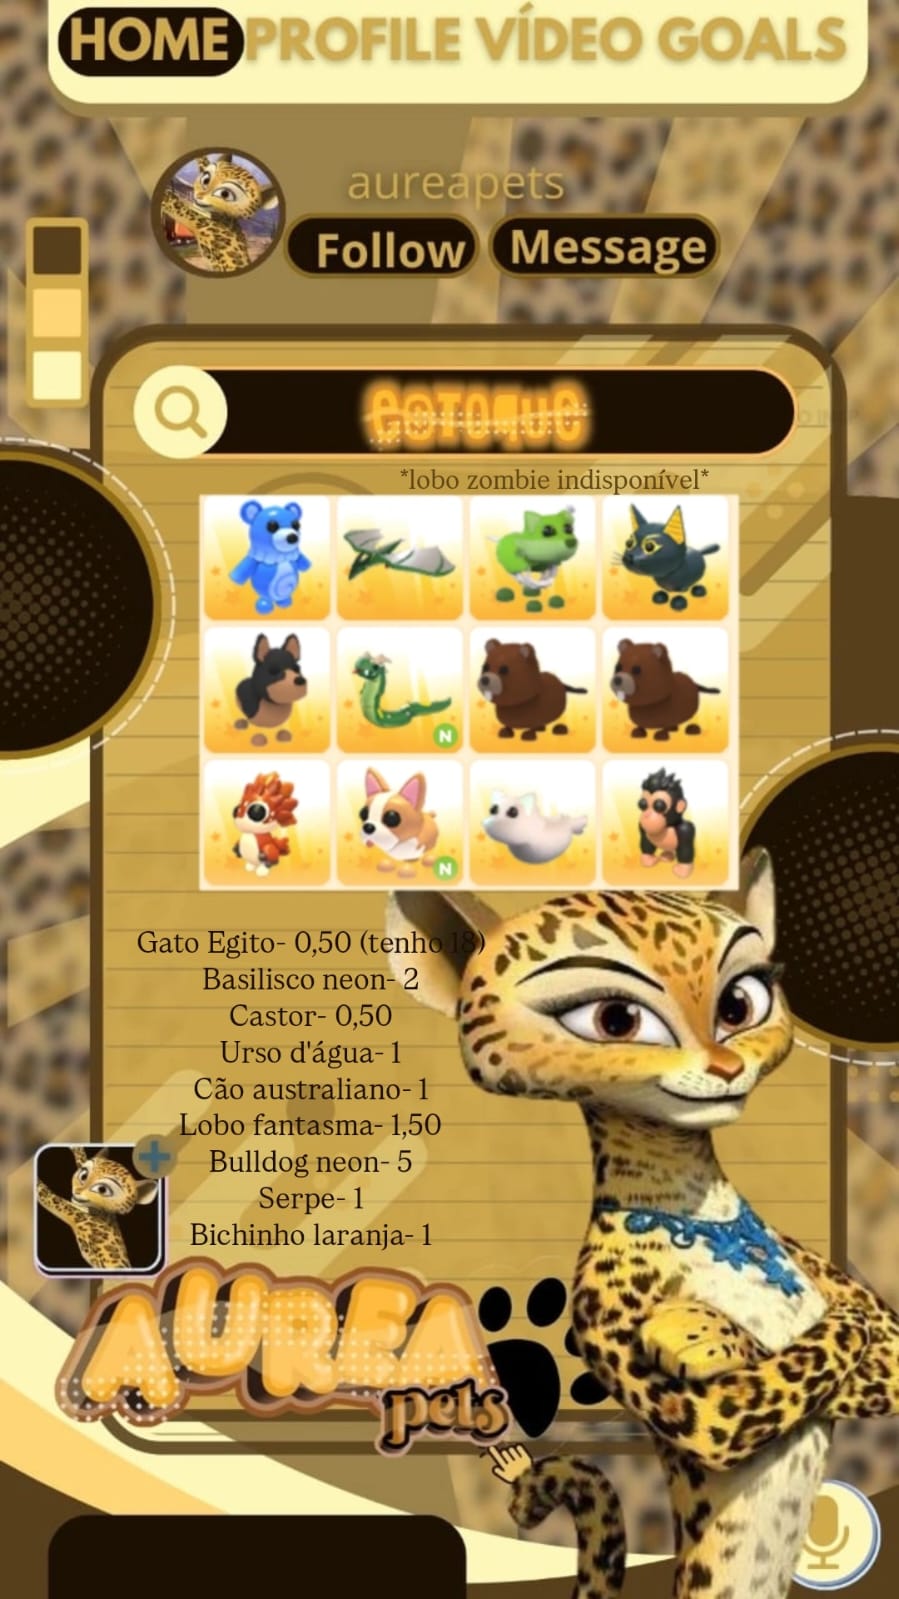 HOME PROFILE VÍDEO GOALS
aureapets
Follow Message
ESTOQUE
*lobo zombie indisponível*
N
N
Gato Egito- 0,50 (tenho 18)
Basilisco neon- 2
Castor- 0,50
Urso d'água- 1
Cão australiano- 1
Lobo fantasma- 1,50
Bulldog neon- 5
Serpe- 1
Bichinho laranja- 1
AUREA
pets